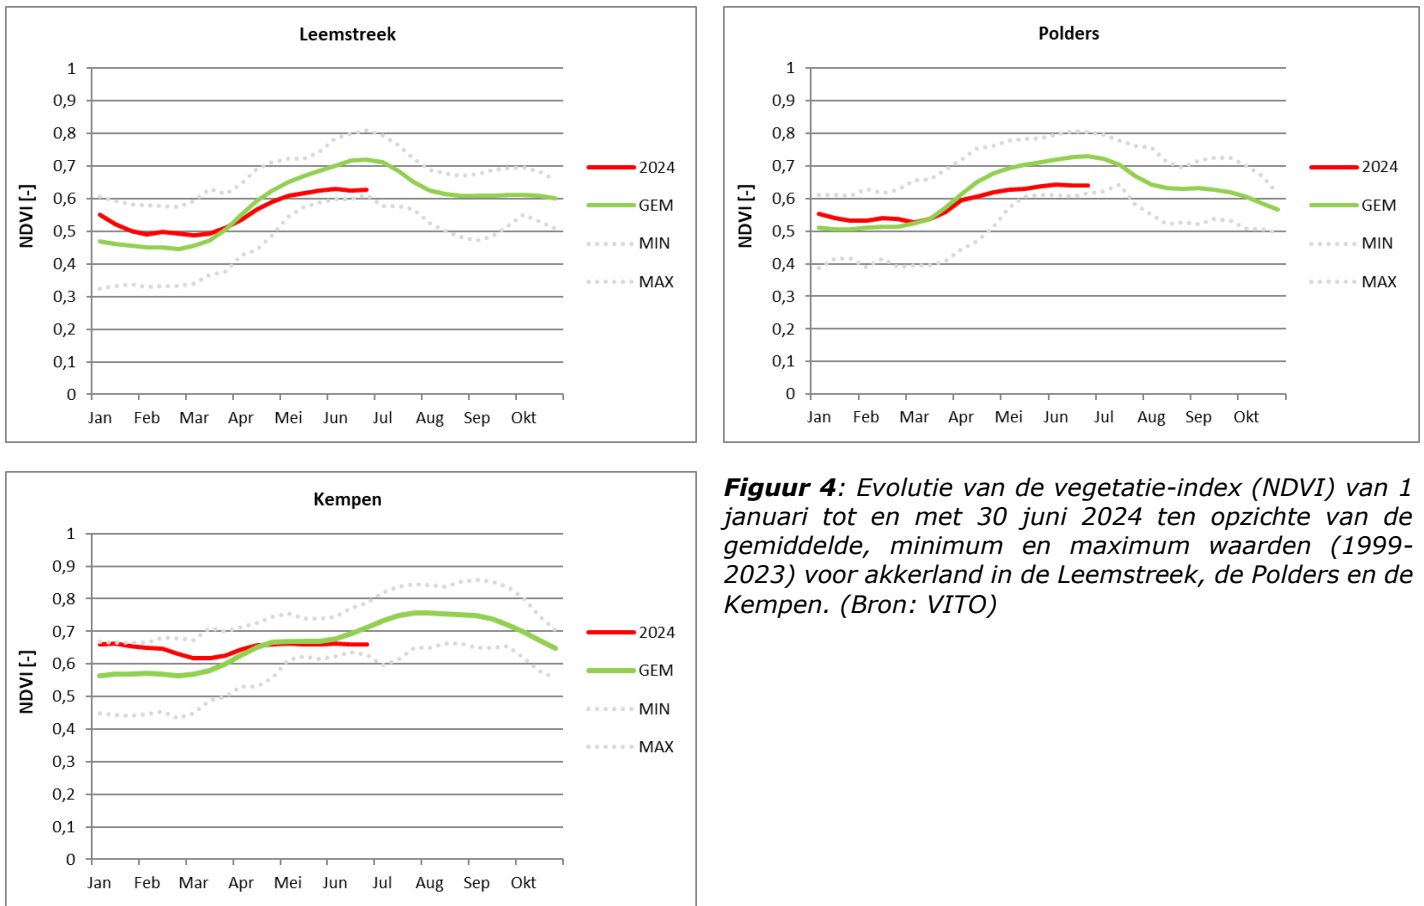 Leemstreek
NDVI [-]
1
0,9
0,8
0,7
0,6
0,5
0,4
0,3
0,2
0,1
0
Jan Feb Mar Apr Mei Jun Jul Aug Sep Okt
2024
GEM
MIN
MAX
Polders
NDVI [-]
1
0,9
0,8
0,7
0,6
0,5
0,4
0,3
0,2
0,1
0
Jan Feb Mar Apr Mei Jun Jul Aug Sep Okt
2024
GEM
MIN
MAX
Kempen
NDVI [-]
1
0,9
0,8
0,7
0,6
0,5
0,4
0,3
0,2
0,1
0
Jan Feb Mar Apr Mei Jun Jul Aug Sep Okt
2024
GEM
MIN
MAX
Figuur 4: Evolutie van de vegetatie-index (NDVI) van 1
januari tot en met 30 juni 2024 ten opzichte van de
gemiddelde, minimum en maximum waarden (1999-
2023) voor akkerland in de Leemstreek, de Polders en de
Kempen. (Bron: VITO)